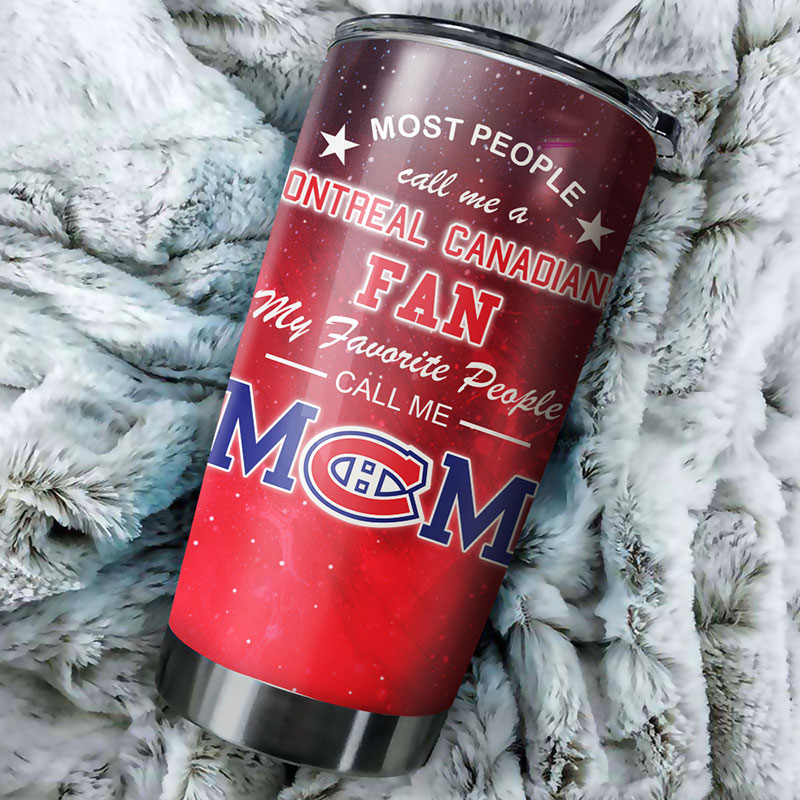 MOST PEOPLE
call me a
ONTREAL CANADIAN
FAN
My Favorite People
CALL ME
MOM